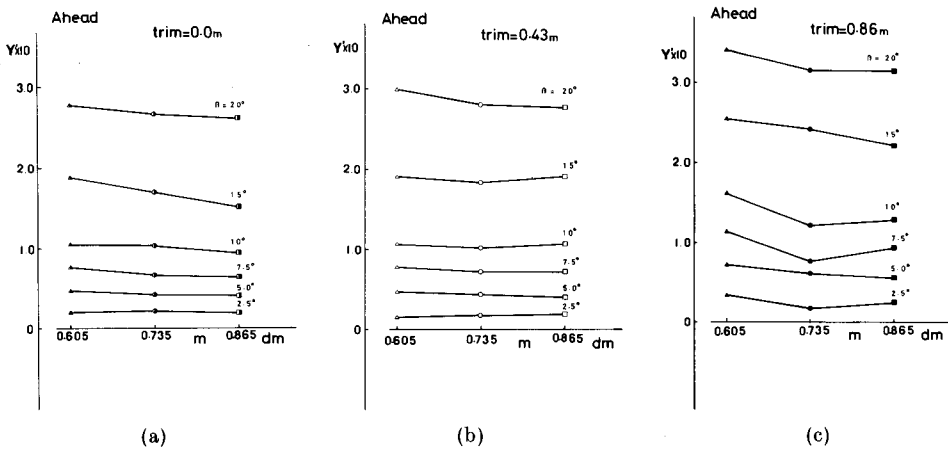 Ahead
trim=0.0m
Y'x10
3.0
2.0
1.0
0
β=20°
15°
10°
7.5°
5.0°
2.5°
0.605 0.735 m 0.865 dm
(a)
Ahead
trim=0.43m
Y'x10
3.0
2.0
1.0
0
β=20°
15°
10°
7.5°
5.0°
2.5°
0.605 0.735 m 0.865 dm
(b)
Ahead
trim=0.86m
Y'x10
3.0
2.0
1.0
0
β=20°
15°
10°
7.5°
5.0°
2.5°
0.605 0.735 m 0.865 dm
(c)